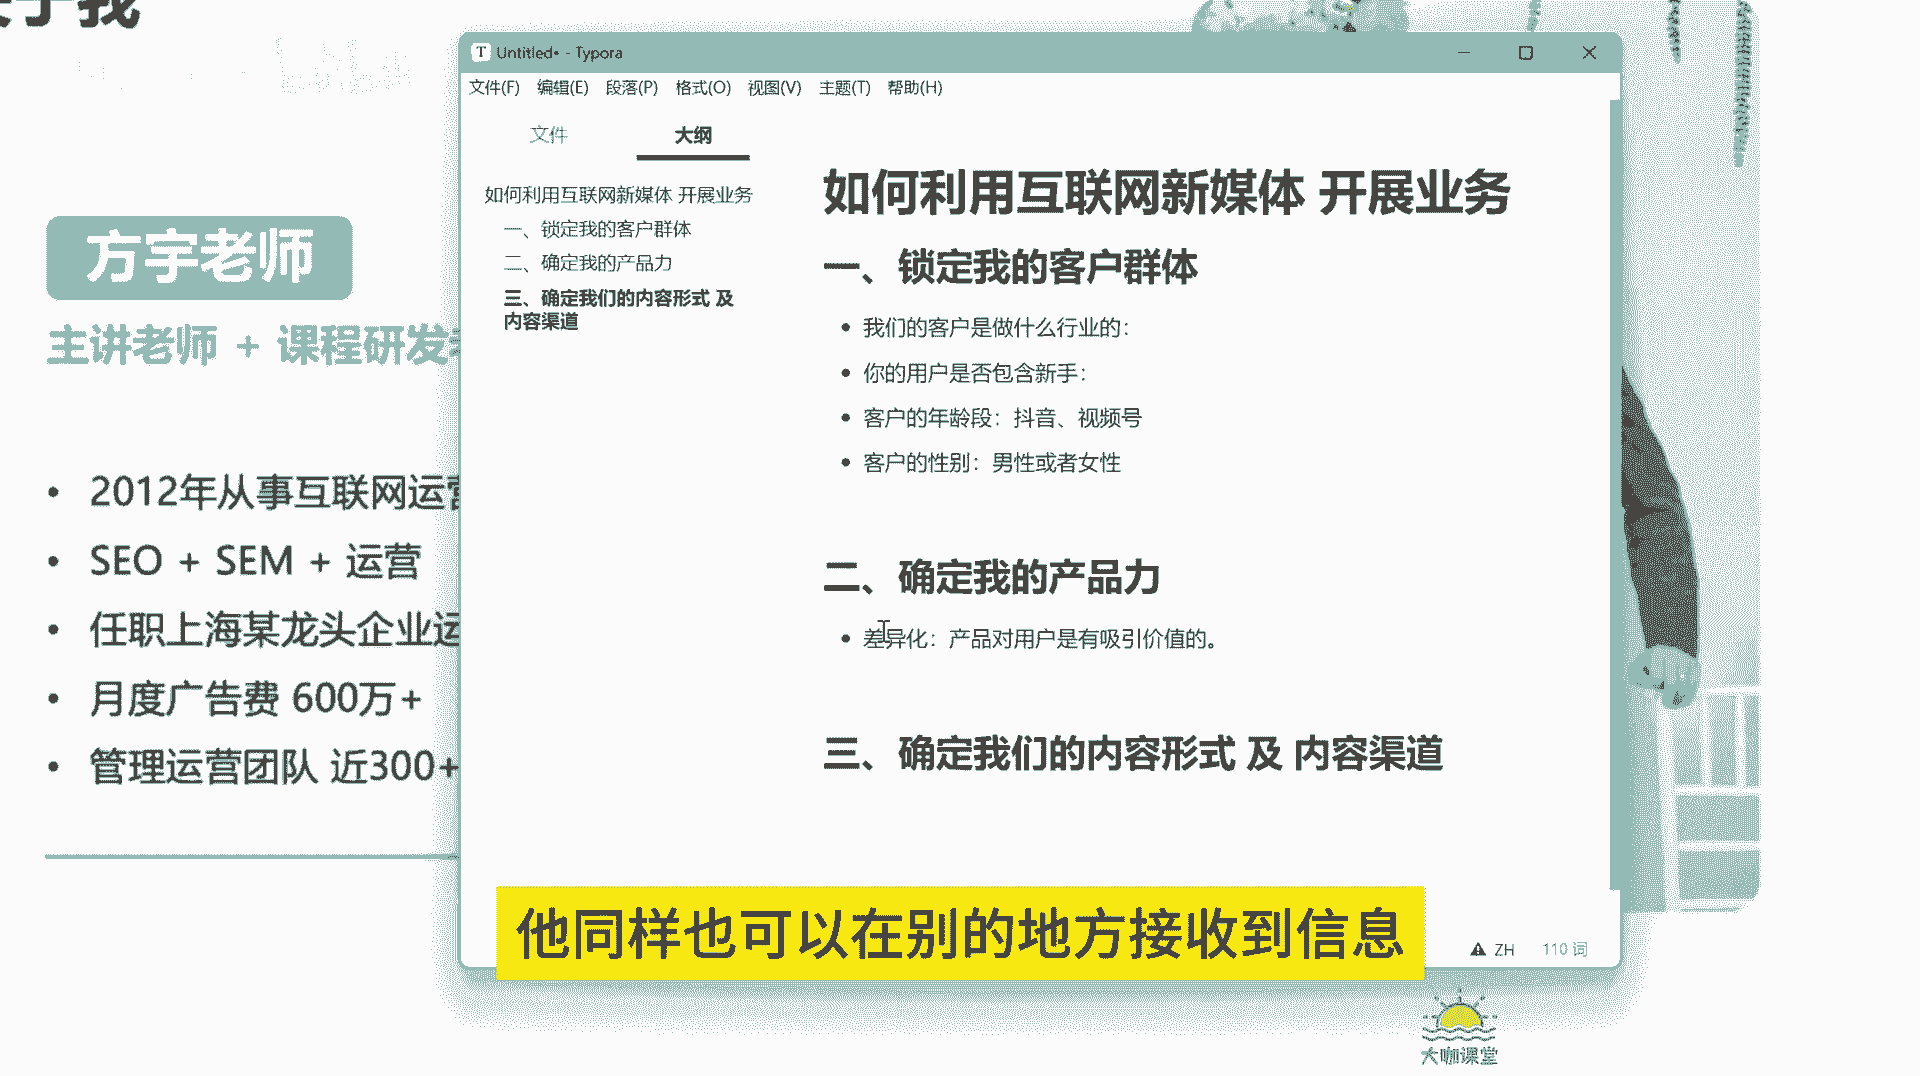 Untitled• - Typora
文件(F) 编辑(E) 段落(P) 格式(O) 视图(V) 主题(T) 帮助(H)
文件 大纲
如何利用互联网新媒体 开展业务
一、锁定我的客户群体
二、确定我的产品力
三、确定我们的内容形式 及
内容渠道
如何利用互联网新媒体 开展业务
一、锁定我的客户群体
• 我们的客户是做什么行业的:
• 你的用户是否包含新手:
• 客户的年龄段：抖音、视频号
• 客户的性别：男性或者女性
二、确定我的产品力
• 差异化：产品对用户是有吸引价值的。
三、确定我们的内容形式 及 内容渠道
ZH 110 词
方宇老师
主讲老师 + 课程研发
• 2012年从事互联网运营
• SEO + SEM + 运营
• 任职上海某龙头企业运
• 月度广告费 600万+
• 管理运营团队 近300+
他同样也可以在别的地方接收到信息
大咖课堂